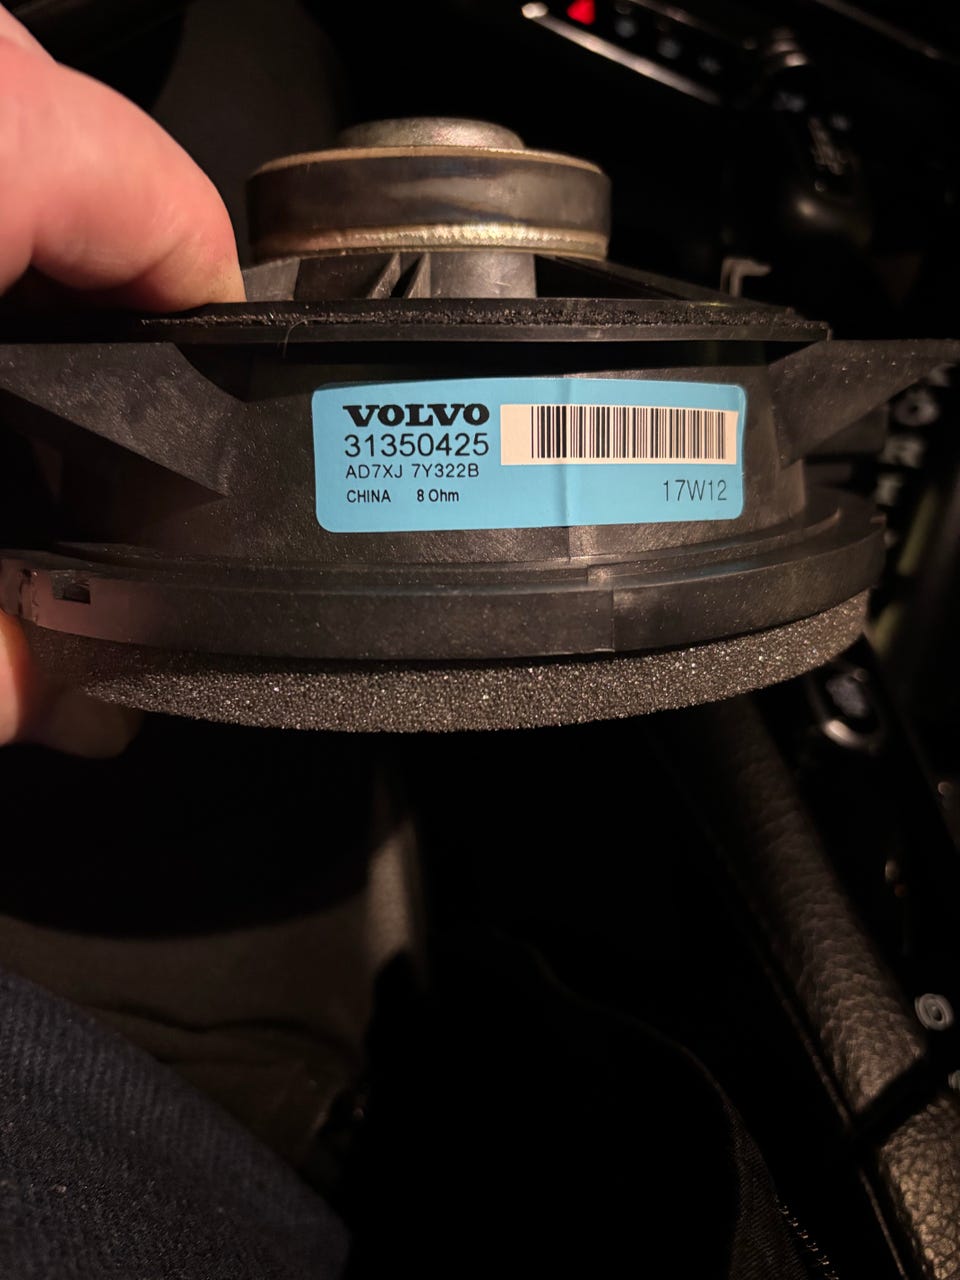 VOLVO
31350425
AD7XJ 7Y322B
CHINA 8 Ohm
17W12